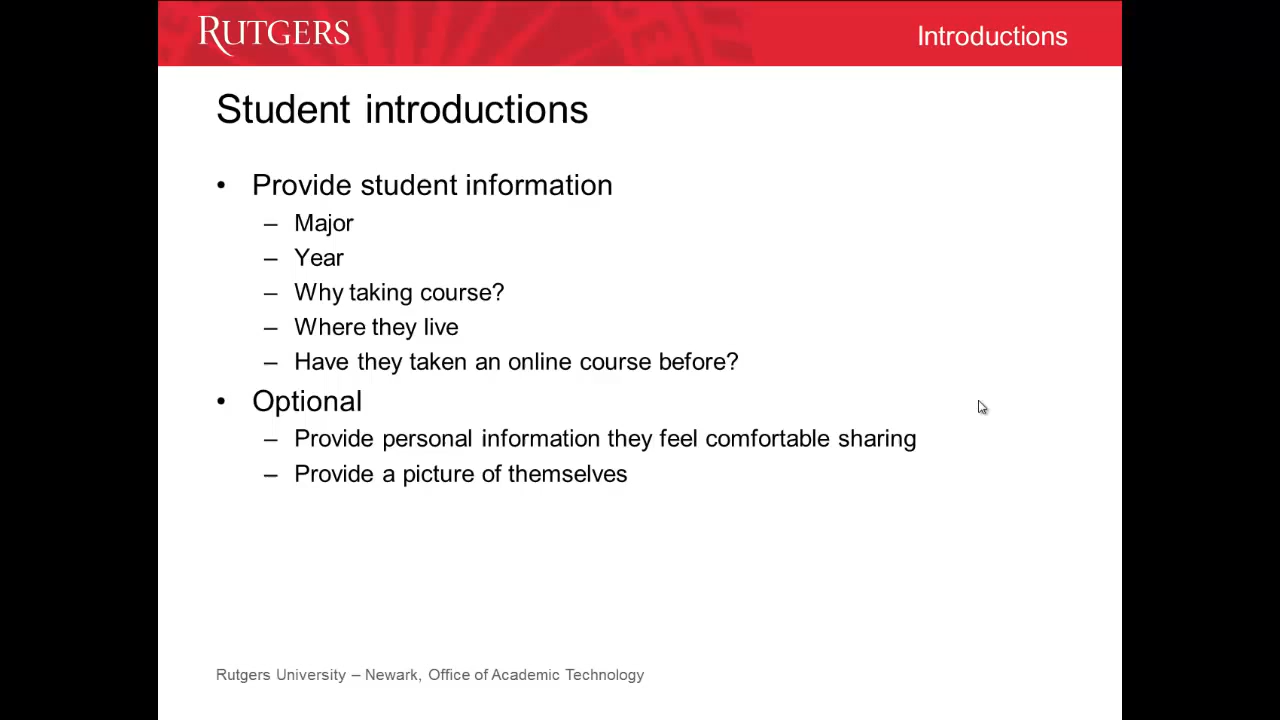 RUTGERS
Introductions
Student introductions
• Provide student information
– Major
– Year
– Why taking course?
– Where they live
– Have they taken an online course before?
• Optional
– Provide personal information they feel comfortable sharing
– Provide a picture of themselves
Rutgers University – Newark, Office of Academic Technology